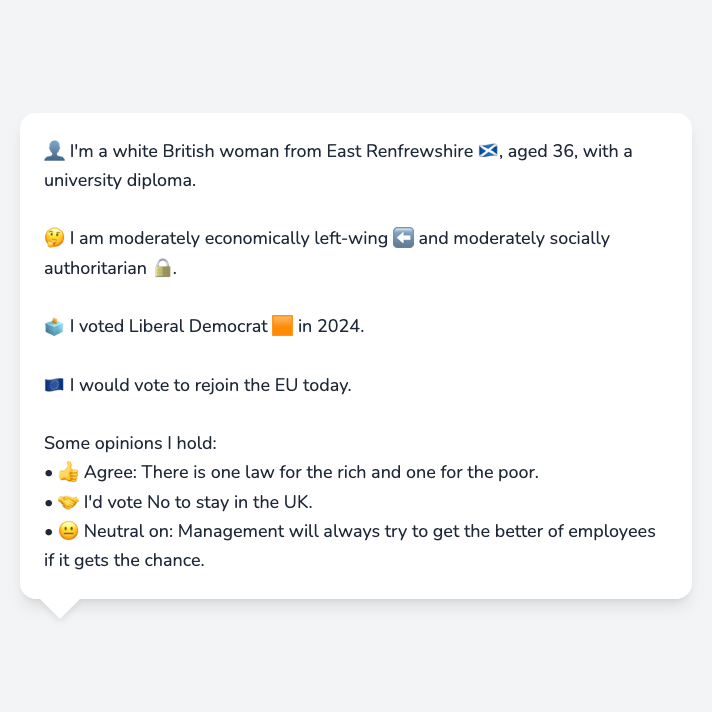 👤 I'm a white British woman from East Renfrewshire 🏴󠁧󠁢󠁳󠁣󠁴󠁿, aged 36, with a
university diploma.
🤔 I am moderately economically left-wing ⬅️ and moderately socially
authoritarian 🔒.
🗳️ I voted Liberal Democrat 🟧 in 2024.
🇪🇺 I would vote to rejoin the EU today.
Some opinions I hold:
• 👍 Agree: There is one law for the rich and one for the poor.
• 🤝 I'd vote No to stay in the UK.
• 😐 Neutral on: Management will always try to get the better of employees
if it gets the chance.